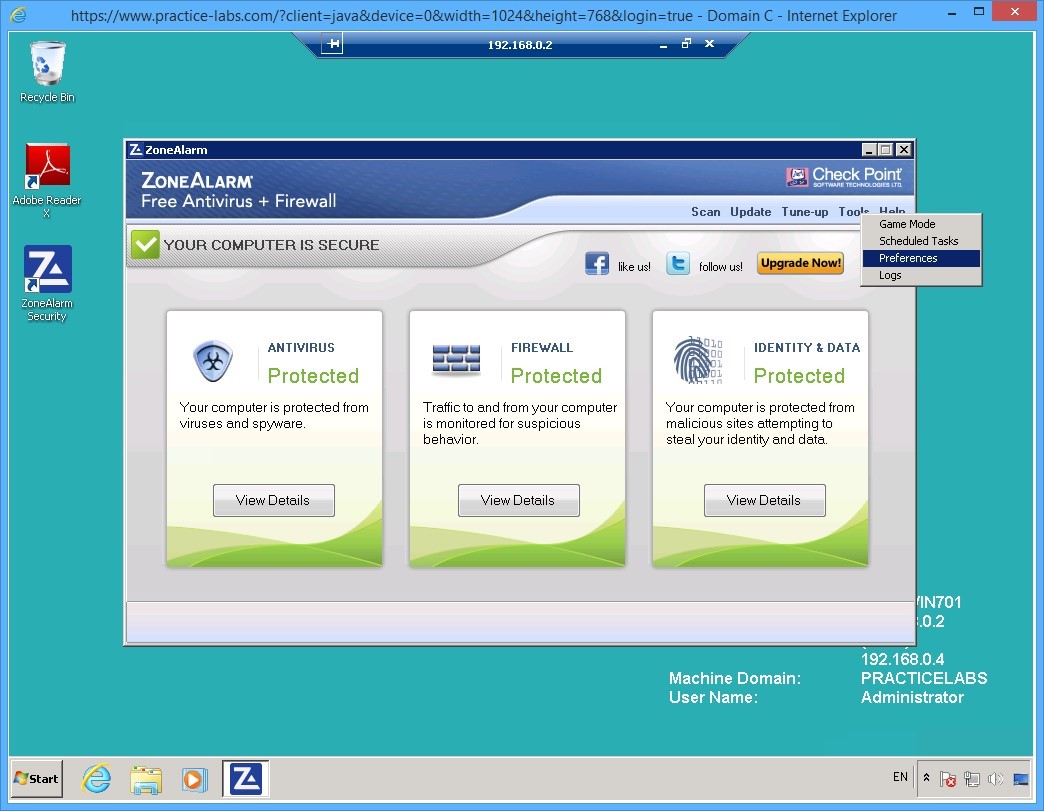 https://www.practice-labs.com/?client=java&device=0&width=1024&height=768&login=true - Domain C - Internet Explorer
192.168.0.2
Recycle Bin
Adobe Reader
X
ZoneAlarm
Security
ZoneAlarm
ZONEALARM
Free Antivirus + Firewall
Check Point
SOFTWARE TECHNOLOGIES LTD.
Scan Update Tune-up Tools Help
Game Mode
Scheduled Tasks
Preferences
Logs
YOUR COMPUTER IS SECURE
like us!
follow us!
Upgrade Now!
ANTIVIRUS
Protected
Your computer is protected from
viruses and spyware.
View Details
FIREWALL
Protected
Traffic to and from your computer
is monitored for suspicious
behavior.
View Details
IDENTITY & DATA
Protected
Your computer is protected from
malicious sites attempting to
steal your identity and data.
View Details
IN701
.0.2
192.168.0.4
Machine Domain: PRACTICELABS
User Name: Administrator
Start
EN